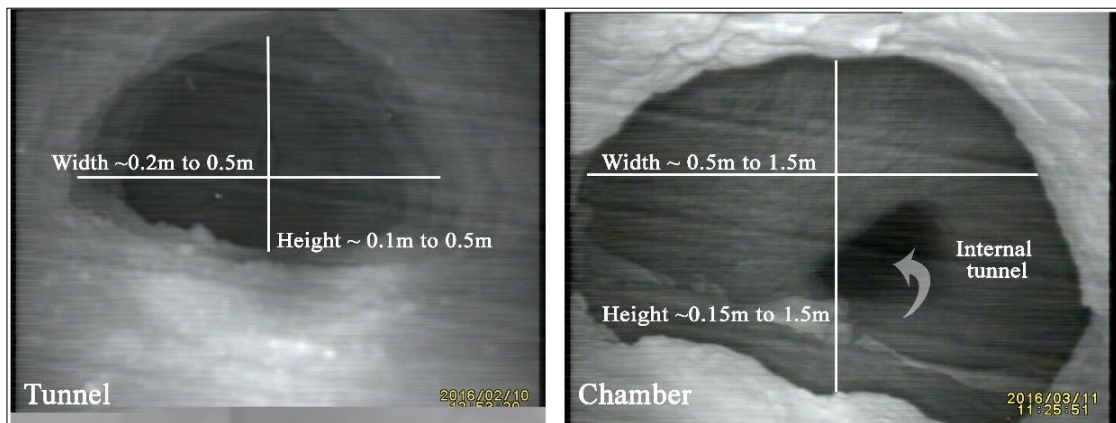 Width ~0.2m to 0.5m
Height ~ 0.1m to 0.5m
Tunnel
2016/02/10
Width ~ 0.5m to 1.5m
Internal
tunnel
Height ~0.15m to 1.5m
Chamber
2016/03/11
11:25:51